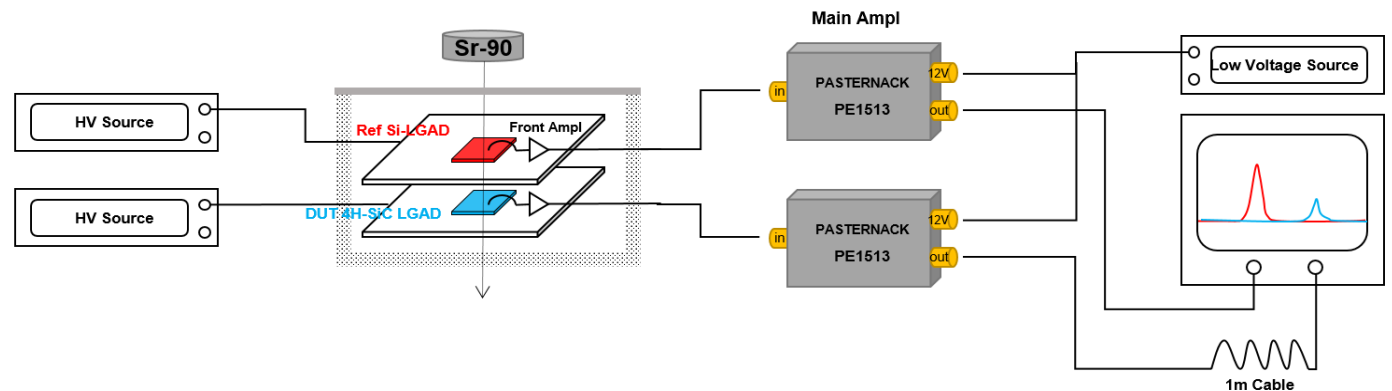 Main Ampl
Sr-90
HV Source
Ref Si-LGAD
Front Ampl
in
PASTERNACK
PE1513
12V
out
Low Voltage Source
HV Source
DUT 4H-SiC LGAD
in
PASTERNACK
PE1513
12V
out
1m Cable